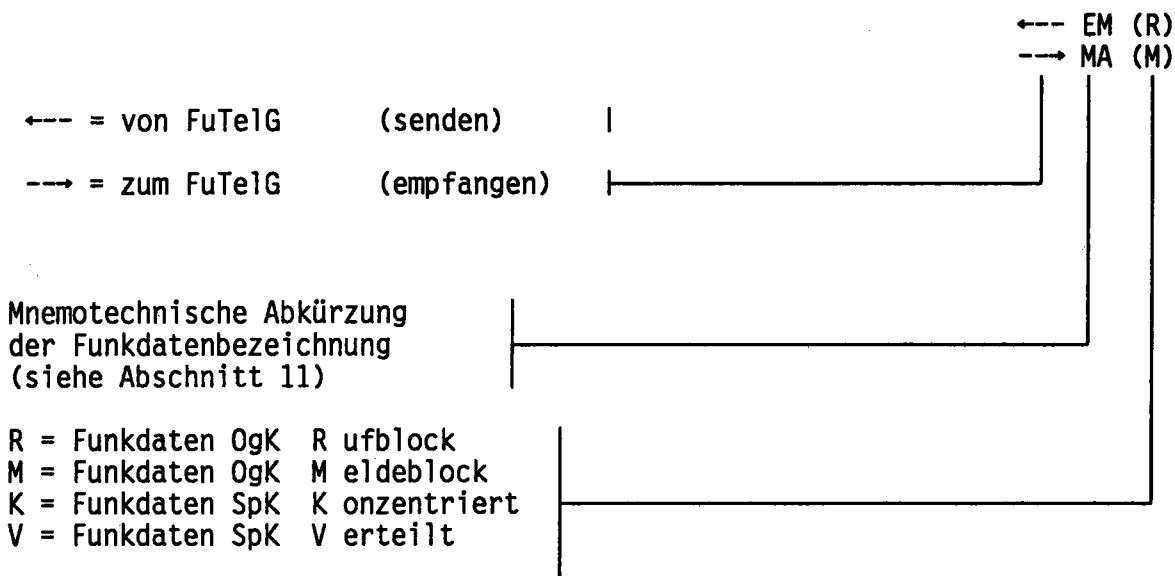 ←--- EM (R)
---→ MA (M)
←--- = von FuTelG (senden)
---→ = zum FuTelG (empfangen)
Mnemotechnische Abkürzung
der Funkdatenbezeichnung
(siehe Abschnitt 11)
R = Funkdaten OgK R ufblock
M = Funkdaten OgK M eldeblock
K = Funkdaten SpK K onzentriert
V = Funkdaten SpK V erteilt